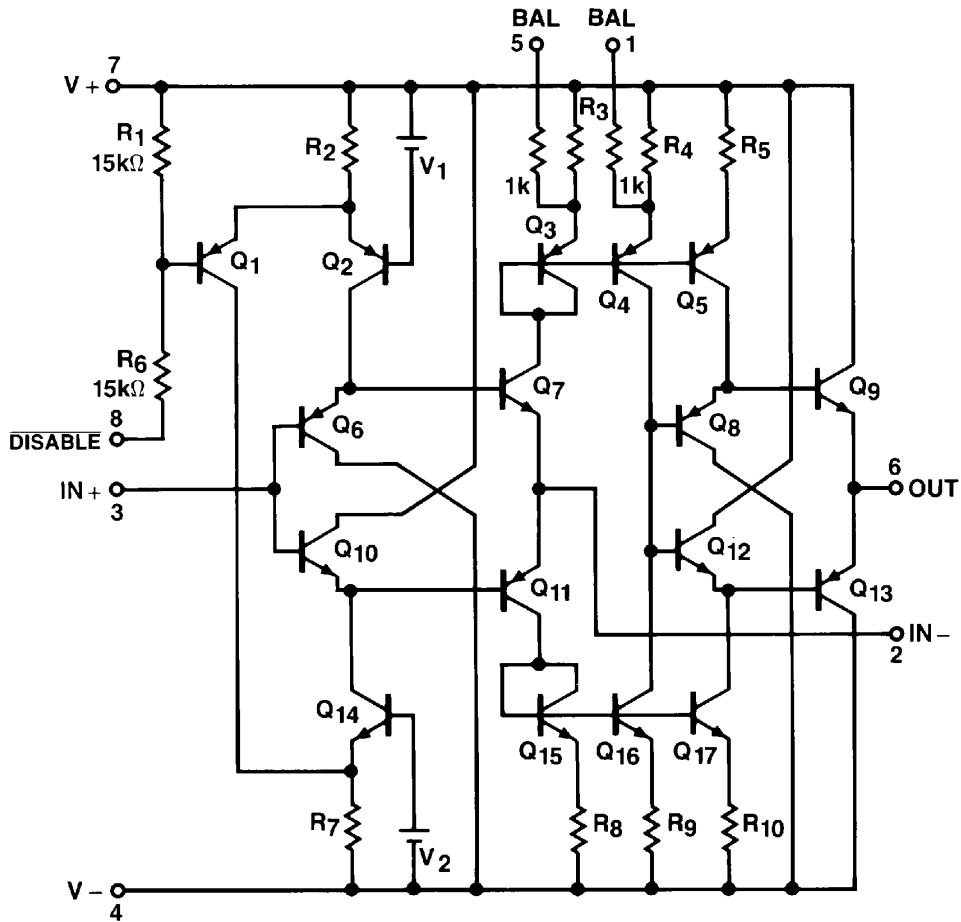 BAL BAL
5 1
7
V+
R1
15kΩ
R2
V1
R3
R4
R5
1k
1k
Q1
Q2
Q3
Q4
Q5
R6
15kΩ
8
DISABLE
Q6
Q7
Q8
Q9
IN+
3
6
OUT
Q10
Q11
Q12
Q13
IN−
2
Q14
Q15
Q16
Q17
R7
V2
R8
R9
R10
V−
4